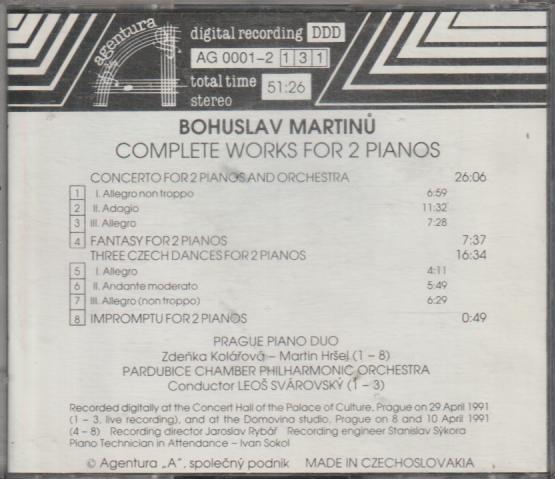 agentura
digital recording DDD
AG 0001-2 131
total time
stereo
51:26
BOHUSLAV MARTINŮ
COMPLETE WORKS FOR 2 PIANOS
CONCERTO FOR 2 PIANOS AND ORCHESTRA 26:06
1 I. Allegro non troppo 6:59
2 II. Adagio 11:32
3 III. Allegro 7:28
4 FANTASY FOR 2 PIANOS 7:37
THREE CZECH DANCES FOR 2 PIANOS 16:34
5 I. Allegro 4:11
6 II. Andante moderato 5:49
7 III. Allegro (non troppo) 6:29
8 IMPROMPTU FOR 2 PIANOS 0:49
PRAGUE PIANO DUO
Zdeňka Kolářová – Martin Hršel (1 – 8)
PARDUBICE CHAMBER PHILHARMONIC ORCHESTRA
Conductor LEOŠ SVÁROVSKÝ (1 – 3)
Recorded digitally at the Concert Hall of the Palace of Culture, Prague on 29 April 1991
(1 – 3, live recording), and at the Domovina studio, Prague on 8 and 10 April 1991
(4 – 8) Recording director Jaroslav Rybář Recording engineer Stanislav Sýkora
Piano Technician in Attendance – Ivan Sokol
© Agentura „A", společný podnik MADE IN CZECHOSLOVAKIA